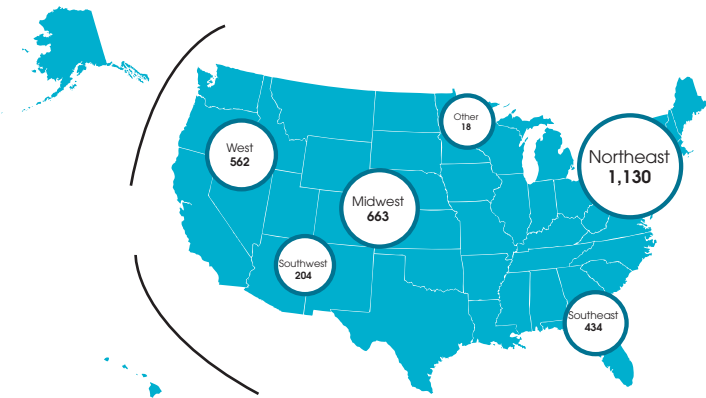 Other
18
West
562
Northeast
1,130
Midwest
663
Southwest
204
Southeast
434